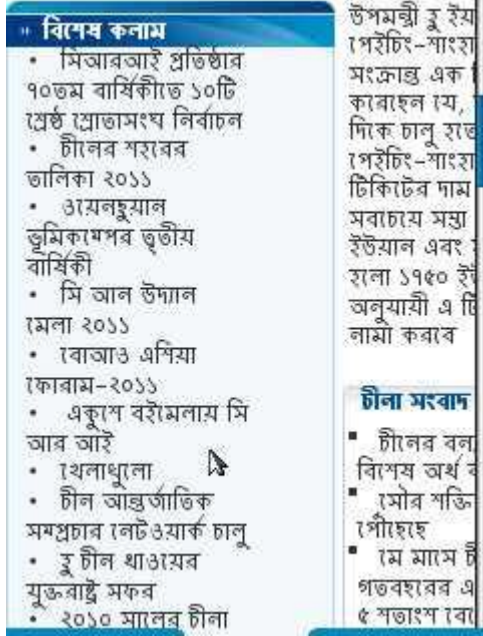 বিশেষ কলাম
সিআরআই প্রতিষ্ঠার
৭০তম বার্ষিকীতে ১০টি
শ্রেষ্ঠ শ্রোতাসংঘ নির্বাচন
চীনের শহরের
তালিকা ২০১১
ওয়েনছুয়ান
ভূমিকম্পের তৃতীয়
বার্ষিকী
সি আন উদ্যান
মেলা ২০১১
বোআও এশিয়া
ফোরাম-২০১১
একুশে বইমেলায় সি
আর আই
খেলাধুলো
চীন আন্তর্জাতিক
সম্প্রচার নেটওয়ার্ক চালু
হু চীন থাওয়ের
যুক্তরাষ্ট্র সফর
২০১০ সালের চীনা
উপমন্ত্রী হু ইয়া
পেইচিং-শাংহা
সংক্রান্ত এক
করেছেন যে,
দিকে চালু হতে
পেইচিং-শাংহা
টিকিটের দাম
সবচেয়ে সস্তা
ইউয়ান এবং
হলো ১৭৫০ ইউ
অনুযায়ী এ টি
নামা করবে
চীনা সংবাদ
চীনের বন
বিশেষ অর্থ ব
সৌর শক্তি
পৌঁছেছে
মে মাসে চী
গতবছরের এ
৫ শতাংশ বে